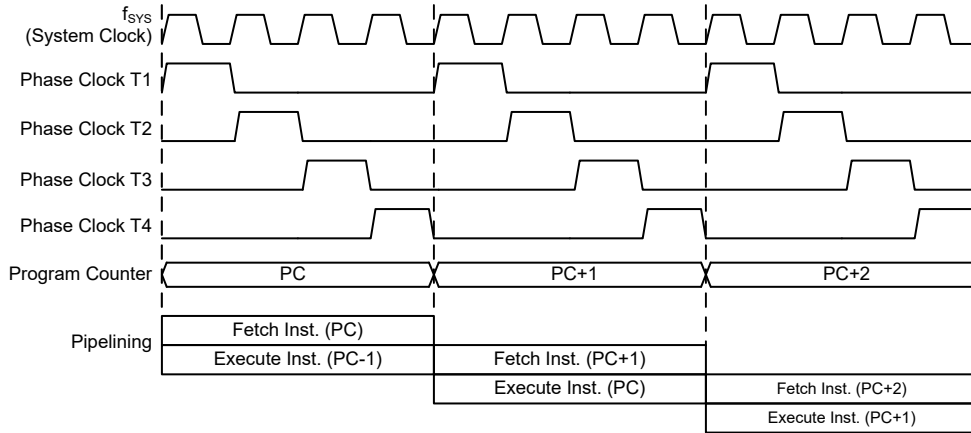 fSYS
(System Clock)
Phase Clock T1
Phase Clock T2
Phase Clock T3
Phase Clock T4
Program Counter PC PC+1 PC+2
Pipelining
Fetch Inst. (PC)
Execute Inst. (PC-1) Fetch Inst. (PC+1)
Execute Inst. (PC) Fetch Inst. (PC+2)
Execute Inst. (PC+1)